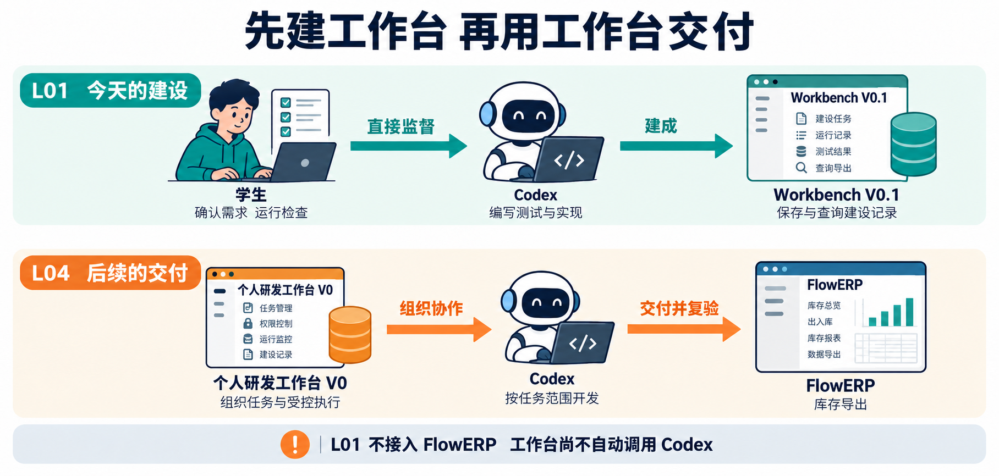 先建工作台 再用工作台交付
L01 今天的建设
直接监督
建成
Workbench V0.1
建设任务
运行记录
测试结果
查询导出
</>
学生
确认需求 运行检查
Codex
编写测试与实现
Workbench V0.1
保存与查询建设记录
L04 后续的交付
个人研发工作台 V0
任务管理
权限控制
运行监控
建设记录
组织协作
</>
交付并复验
FlowERP
库存总览
出入库
库存报表
数据导出
个人研发工作台 V0
组织任务与受控执行
Codex
按任务范围开发
FlowERP
库存导出
! L01 不接入 FlowERP 工作台尚不自动调用 Codex